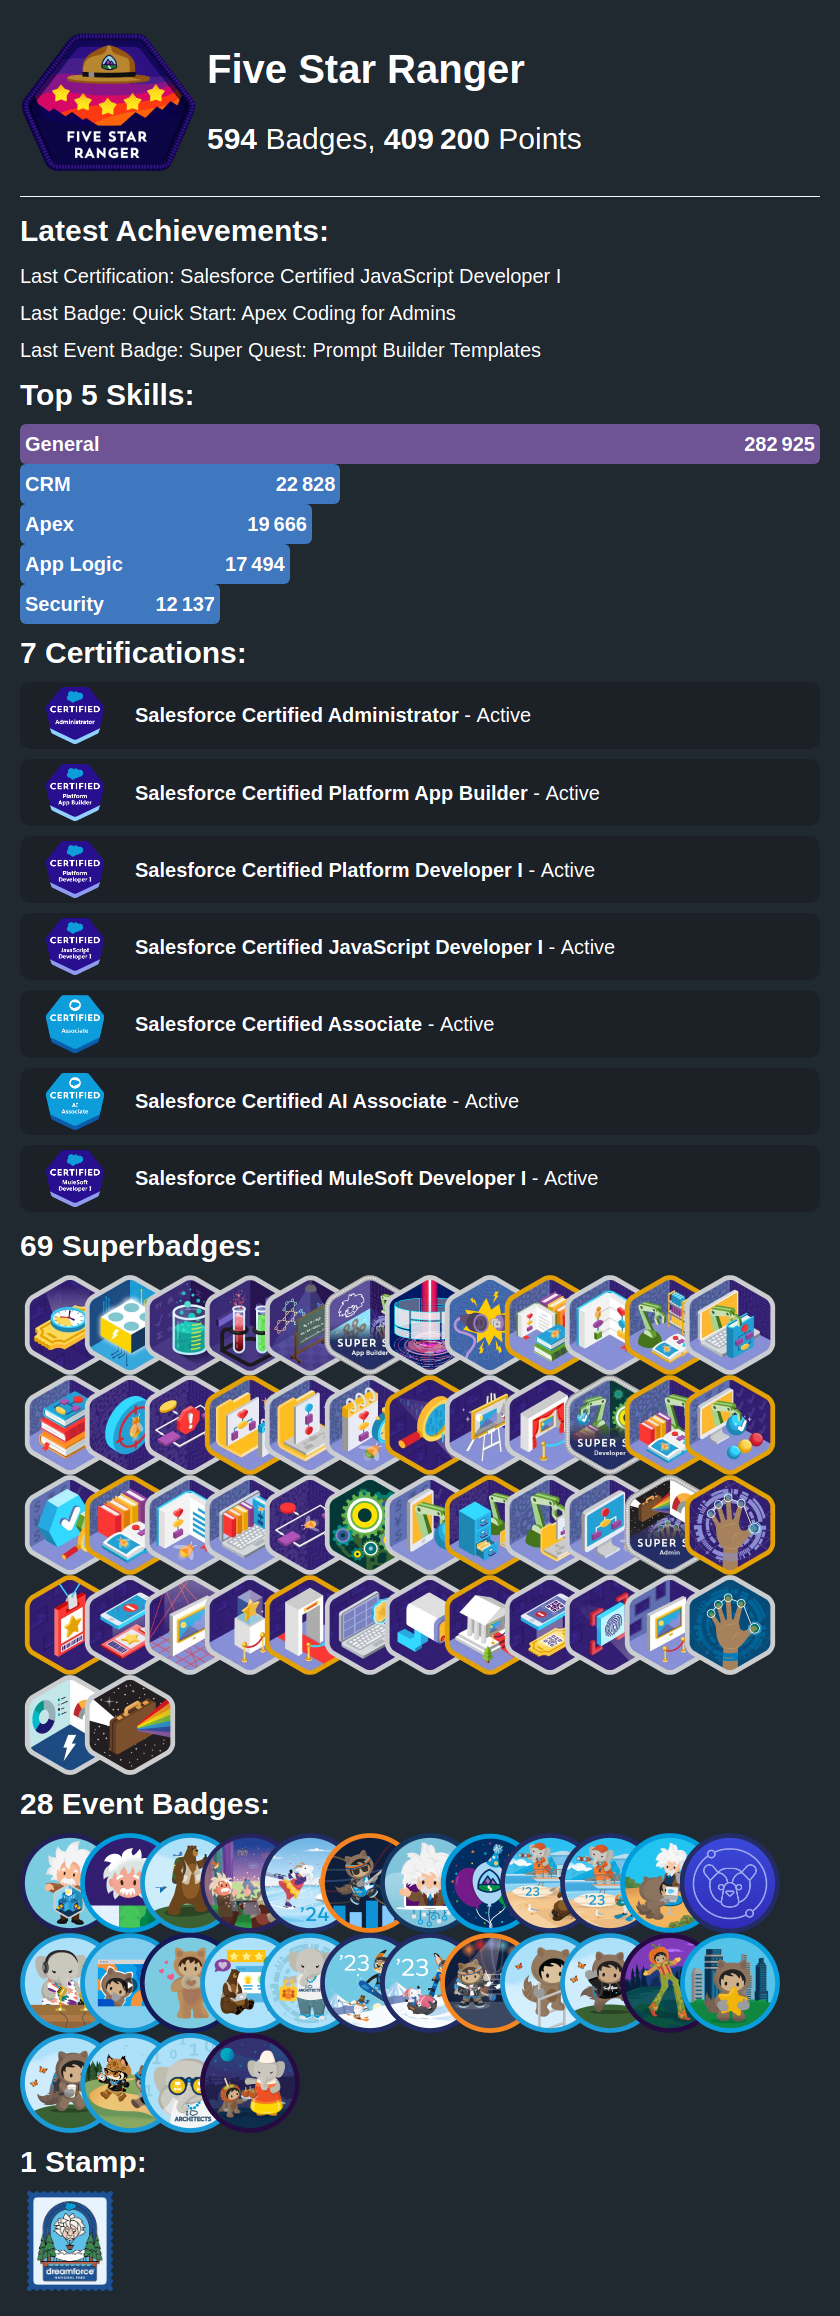 FIVE STAR
RANGER
Five Star Ranger
594 Badges, 409 200 Points
Latest Achievements:
Last Certification: Salesforce Certified JavaScript Developer I
Last Badge: Quick Start: Apex Coding for Admins
Last Event Badge: Super Quest: Prompt Builder Templates
Top 5 Skills:
General 282 925
CRM 22 828
Apex 19 666
App Logic 17 494
Security 12 137
7 Certifications:
CERTIFIED
Administrator
Salesforce Certified Administrator - Active
CERTIFIED
Platform
App Builder
Salesforce Certified Platform App Builder - Active
CERTIFIED
Platform
Developer I
Salesforce Certified Platform Developer I - Active
CERTIFIED
JavaScript
Developer I
Salesforce Certified JavaScript Developer I - Active
CERTIFIED
Associate
Salesforce Certified Associate - Active
CERTIFIED
AI
Associate
Salesforce Certified AI Associate - Active
CERTIFIED
MuleSoft
Developer I
Salesforce Certified MuleSoft Developer I - Active
69 Superbadges:
SUPER S
App Builder
SUPER S
Developer
SUPER S
Admin
28 Event Badges:
'24
'23
'23
'23
'23
ARCHITECTS
ARCHITECTS
1 Stamp:
dreamforce
NATIONAL PARK